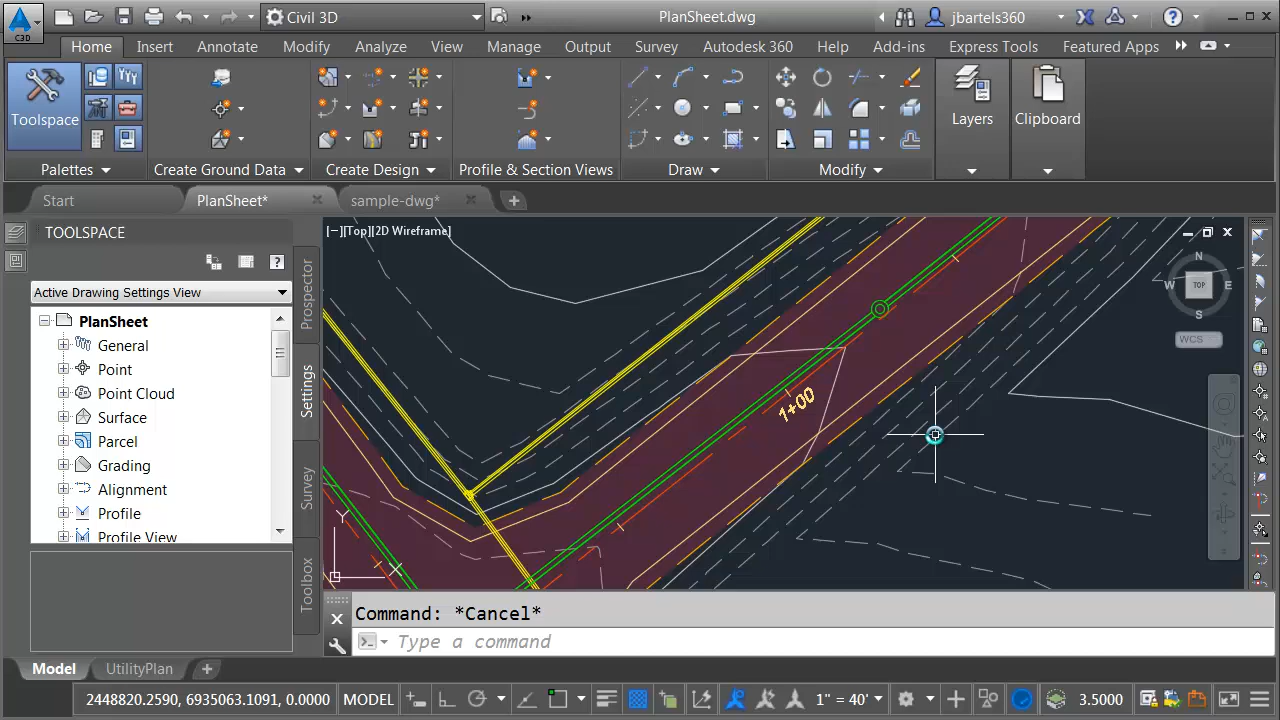 C3D
Civil 3D
PlanSheet.dwg
jbartels360
Home
Insert
Annotate
Modify
Analyze
View
Manage
Output
Survey
Autodesk 360
Help
Add-ins
Express Tools
Featured Apps
Toolspace
Layers
Clipboard
Palettes
Create Ground Data
Create Design
Profile & Section Views
Draw
Modify
Start
PlanSheet*
sample-dwg*
TOOLSPACE
[−][Top][2D Wireframe]
Active Drawing Settings View
PlanSheet
General
Point
Point Cloud
Surface
Parcel
Grading
Alignment
Profile
Profile View
Prospector
Settings
Survey
Toolbox
1+00
Y
X
N
W
TOP
E
S
WCS
Command: *Cancel*
Type a command
Model
UtilityPlan
2448820.2590, 6935063.1091, 0.0000
MODEL
1" = 40'
3.5000